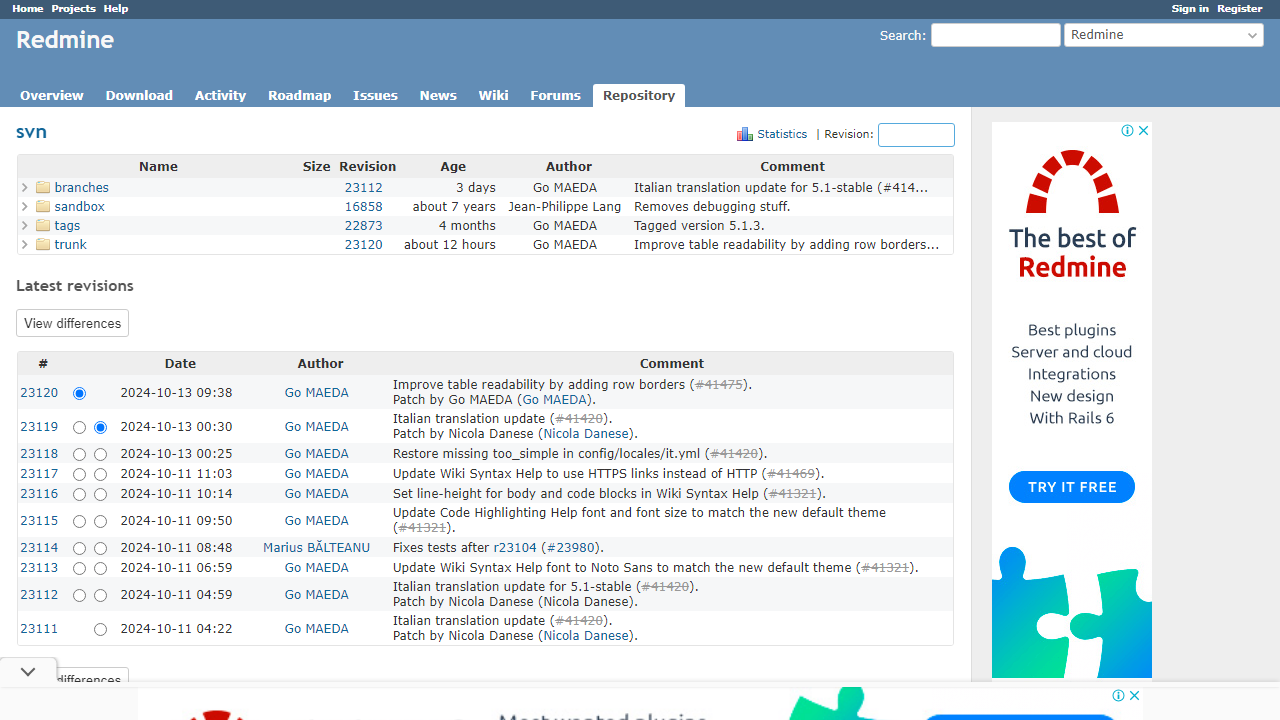 Home Projects Help Sign in Register
Redmine Search: Redmine
Overview Download Activity Roadmap Issues News Wiki Forums Repository
svn Statistics | Revision:
Name Size Revision Age Author Comment
branches 23112 3 days Go MAEDA Italian translation update for 5.1-stable (#414...
sandbox 16858 about 7 years Jean-Philippe Lang Removes debugging stuff.
tags 22873 4 months Go MAEDA Tagged version 5.1.3.
trunk 23120 about 12 hours Go MAEDA Improve table readability by adding row borders...
Latest revisions
View differences
# Date Author Comment
23120 2024-10-13 09:38 Go MAEDA Improve table readability by adding row borders (#41475).
Patch by Go MAEDA (Go MAEDA).
23119 2024-10-13 00:30 Go MAEDA Italian translation update (#41420).
Patch by Nicola Danese (Nicola Danese).
23118 2024-10-13 00:25 Go MAEDA Restore missing too_simple in config/locales/it.yml (#41420).
23117 2024-10-11 11:03 Go MAEDA Update Wiki Syntax Help to use HTTPS links instead of HTTP (#41469).
23116 2024-10-11 10:14 Go MAEDA Set line-height for body and code blocks in Wiki Syntax Help (#41321).
23115 2024-10-11 09:50 Go MAEDA Update Code Highlighting Help font and font size to match the new default theme
(#41321).
23114 2024-10-11 08:48 Marius BĂLTEANU Fixes tests after r23104 (#23980).
23113 2024-10-11 06:59 Go MAEDA Update Wiki Syntax Help font to Noto Sans to match the new default theme (#41321).
23112 2024-10-11 04:59 Go MAEDA Italian translation update for 5.1-stable (#41420).
Patch by Nicola Danese (Nicola Danese).
23111 2024-10-11 04:22 Go MAEDA Italian translation update (#41420).
Patch by Nicola Danese (Nicola Danese).
differences
The best of
Redmine
Best plugins
Server and cloud
Integrations
New design
With Rails 6
TRY IT FREE
Most wanted plugins